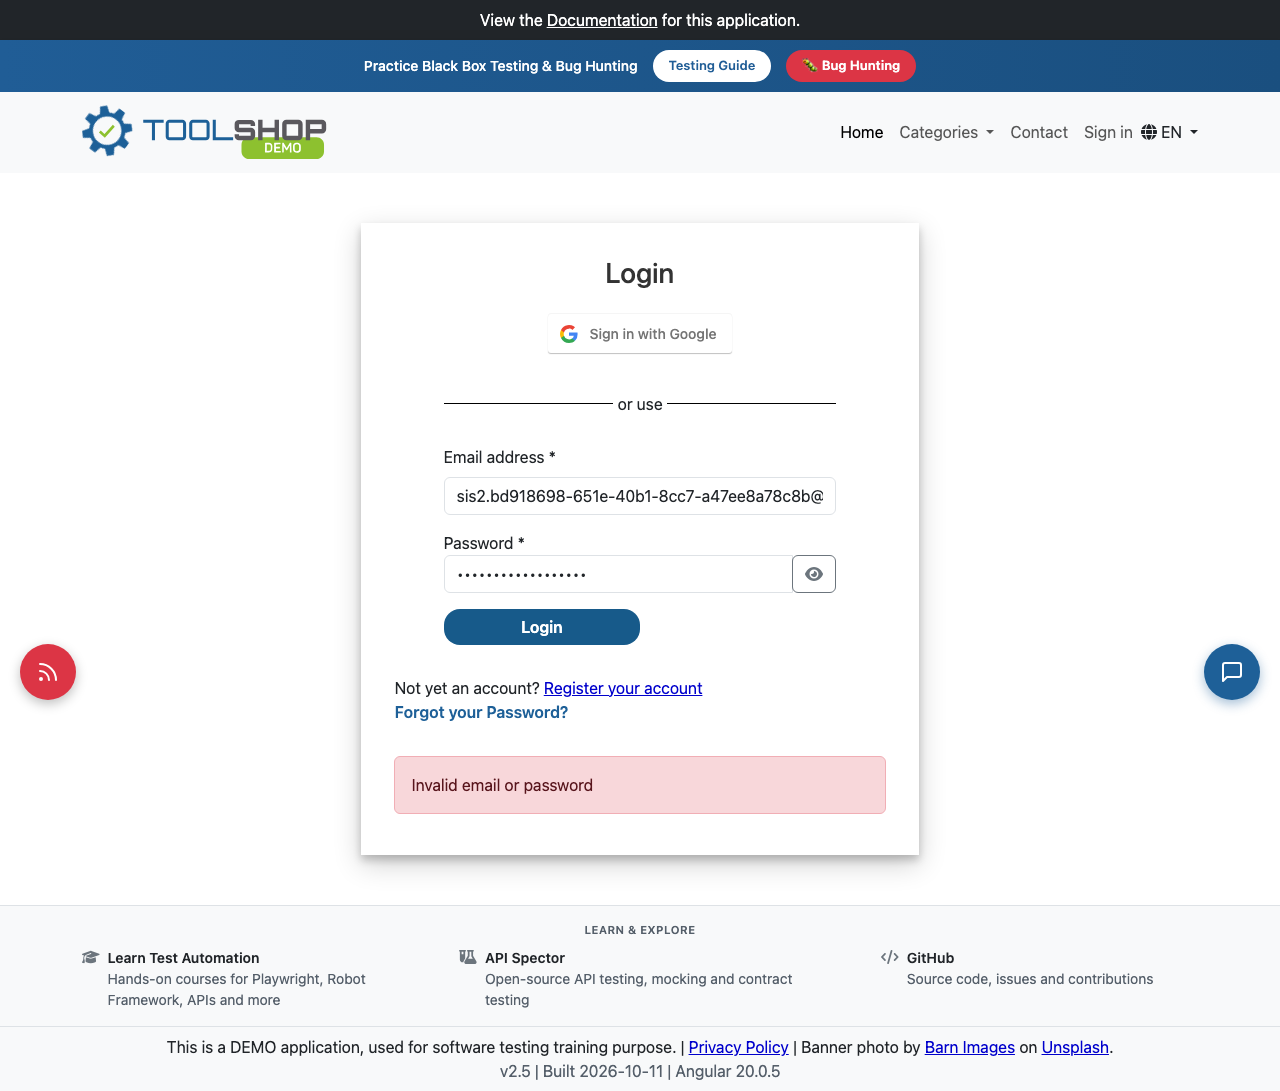 View the Documentation for this application.
Practice Black Box Testing & Bug Hunting
Testing Guide
Bug Hunting
TOOLSHOP
DEMO
Home
Categories
Contact
Sign in
EN
Login
Sign in with Google
or use
Email address *
sis2.bd918698-651e-40b1-8cc7-a47ee8a78c8b@
Password *
••••••••••••••••••
Login
Not yet an account? Register your account
Forgot your Password?
Invalid email or password
LEARN & EXPLORE
Learn Test Automation
Hands-on courses for Playwright, Robot
Framework, APIs and more
API Spector
Open-source API testing, mocking and contract
testing
GitHub
Source code, issues and contributions
This is a DEMO application, used for software testing training purpose. | Privacy Policy | Banner photo by Barn Images on Unsplash.
v2.5 | Built 2026-10-11 | Angular 20.0.5